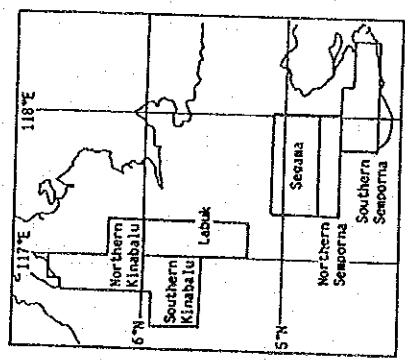 117°E
118°E
Northern
Kinabalu
6°N
Labuk
Southern
Kinabalu
5°N
Segama
Northern
Semporna
Southern
Semporna